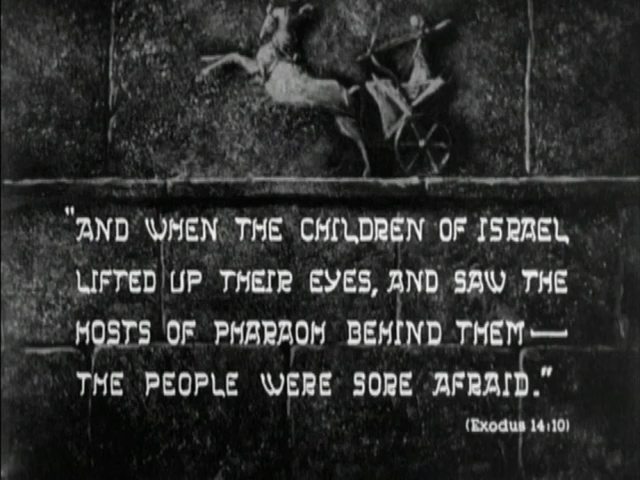 "AND WHEN THE CHILDREN OF ISRAEL
LIFTED UP THEIR EYES, AND SAW THE
HOSTS OF PHARAOH BEHIND THEM—
THE PEOPLE WERE SORE AFRAID."
(Exodus 14:10)